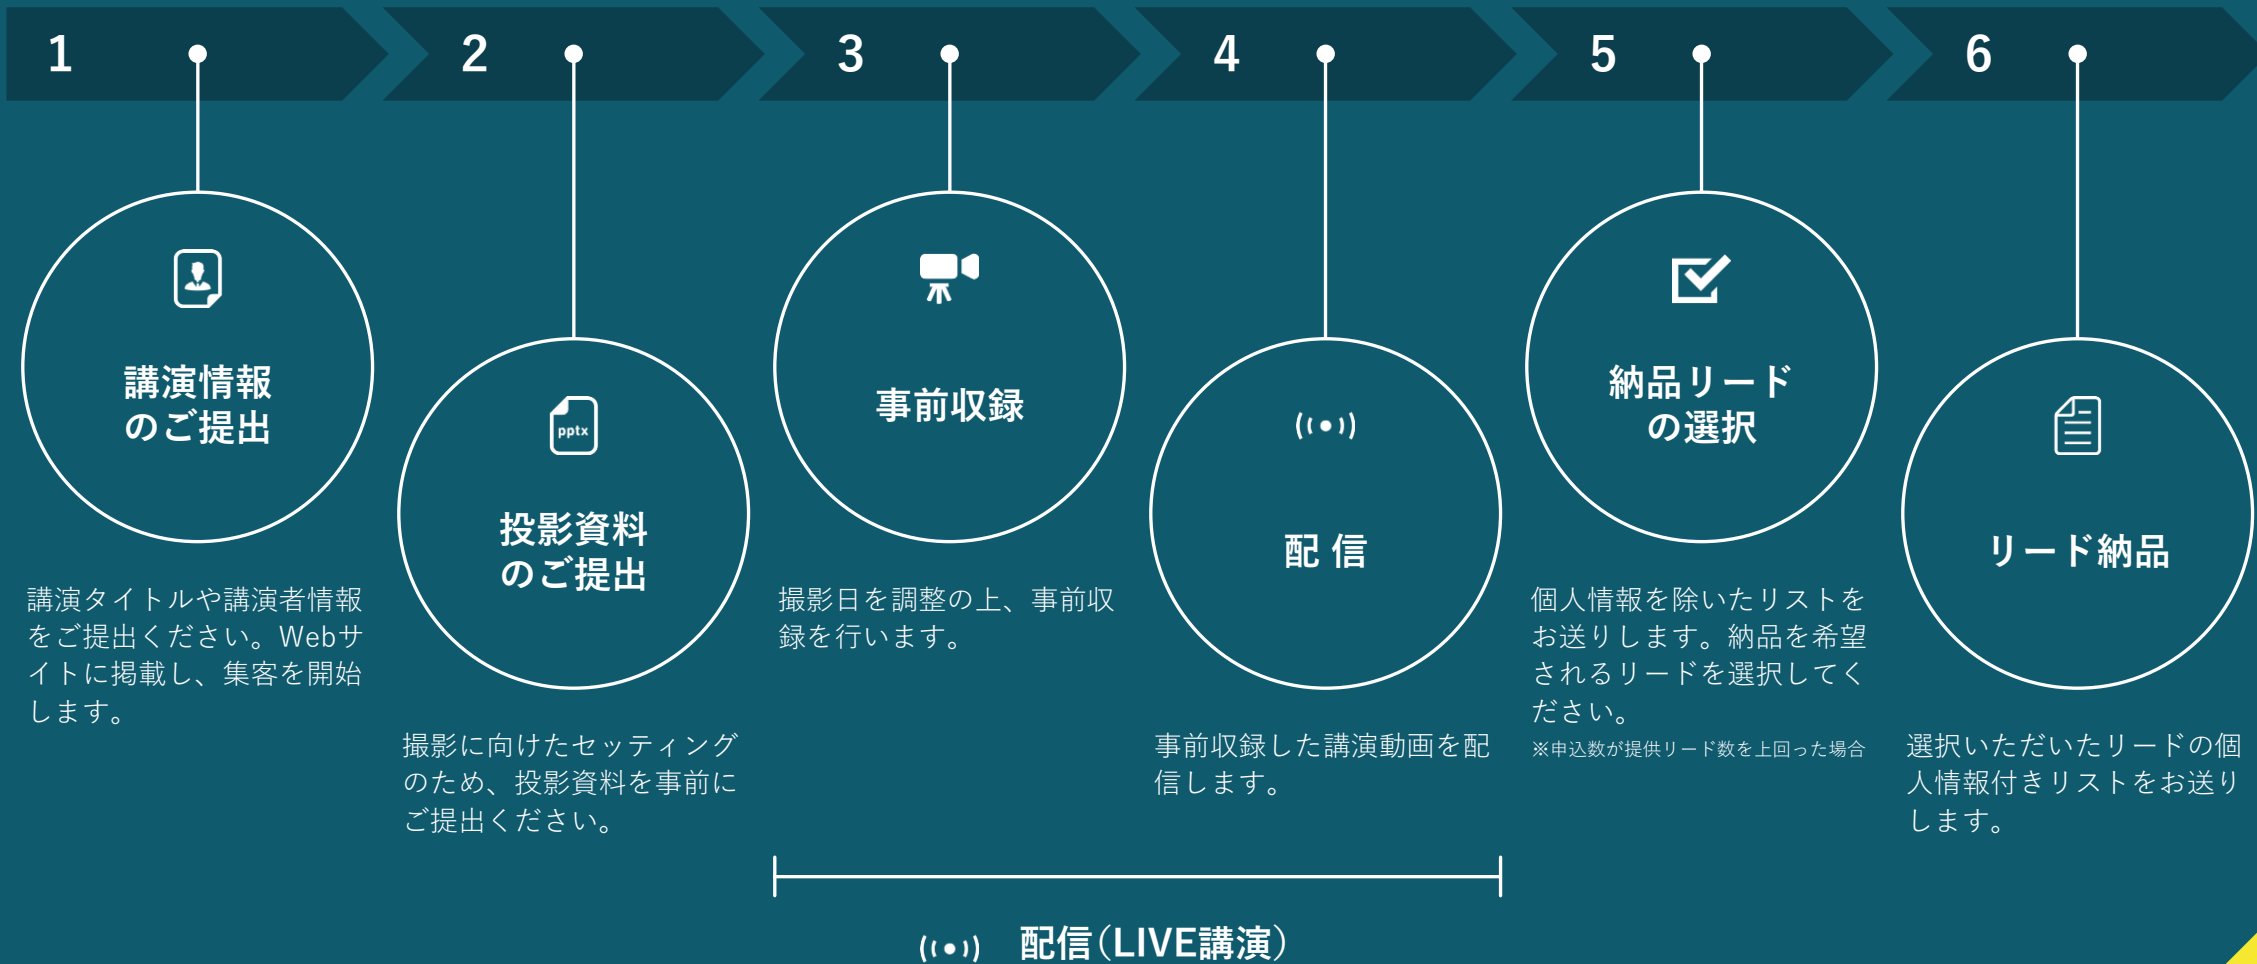 1
2
3
4
5
6
講演情報
のご提出
講演タイトルや講演者情報
をご提出ください。Webサ
イトに掲載し、集客を開始
します。
pptx
投影資料
のご提出
撮影に向けたセッティング
のため、投影資料を事前に
ご提出ください。
事前収録
撮影日を調整の上、事前収
録を行います。
配 信
事前収録した講演動画を配
信します。
納品リード
の選択
個人情報を除いたリストを
お送りします。納品を希望
されるリードを選択してく
ださい。
※申込数が提供リード数を上回った場合
リード納品
選択いただいたリードの個
人情報付きリストをお送り
します。
配信（LIVE講演）